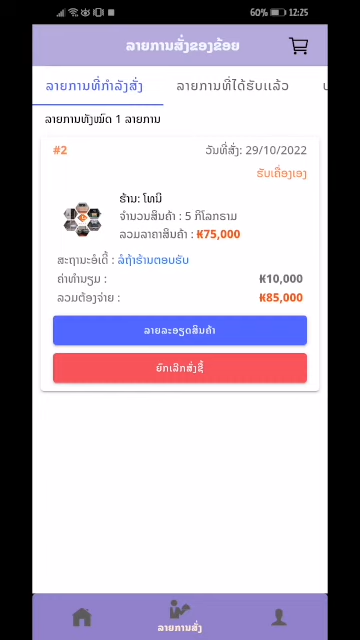 60% 12:25
ລາຍການສັ່ງຂອງຂ້ອຍ
ລາຍການທີ່ກຳລັງສັ່ງ ລາຍການທີ່ໄດ້ຮັບແລ້ວ
ລາຍການທັງໝົດ 1 ລາຍການ
#2 ວັນທີ່ສັ່ງ: 29/10/2022
ຮັບເຄື່ອງເອງ
ຮ້ານ: ໂທນີ
ຈຳນວນສິນຄ້າ : 5 ກິໂລກຣາມ
ລວມລາຄາສິນຄ້າ : ₭75,000
ສະຖານະອໍເດີ້ : ລໍຖ້າຮ້ານຕອບຮັບ
ຄ່າທຳນຽມ : ₭10,000
ລວມຕ້ອງຈ່າຍ : ₭85,000
ລາຍລະອຽດສິນຄ້າ
ຍົກເລີກສັ່ງຊື້
ລາຍການສັ່ງ